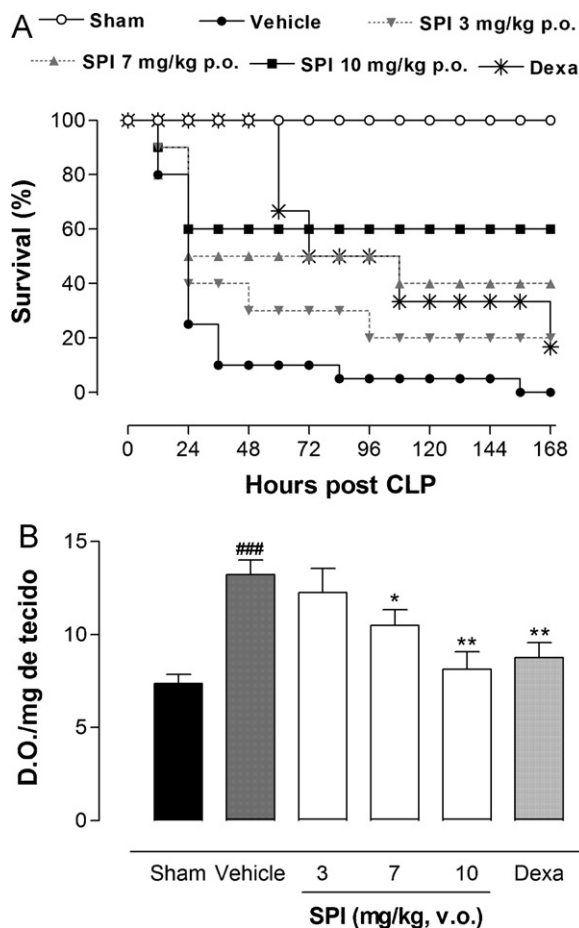 A
Sham Vehicle SPI 3 mg/kg p.o.
SPI 7 mg/kg p.o. SPI 10 mg/kg p.o. Dexa
Survival (%)
100
80
60
40
20
0
0 24 48 72 96 120 144 168
Hours post CLP
B
D.O./mg de tecido
15
10
5
0
###
*
**
**
Sham Vehicle 3 7 10 Dexa
SPI (mg/kg, v.o.)